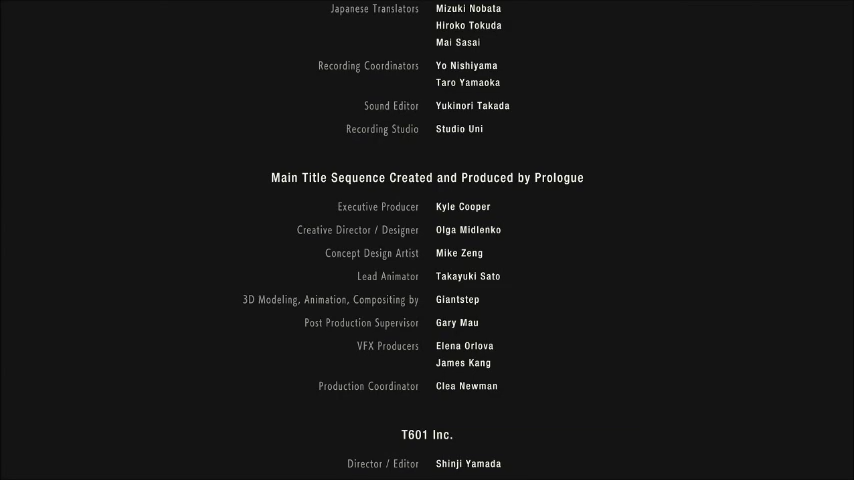 Japanese Translators Mizuki Nobata
Hiroko Tokuda
Mai Sasai
Recording Coordinators Yo Nishiyama
Taro Yamaoka
Sound Editor Yukinori Takada
Recording Studio Studio Uni
Main Title Sequence Created and Produced by Prologue
Executive Producer Kyle Cooper
Creative Director / Designer Olga Midlenko
Concept Design Artist Mike Zeng
Lead Animator Takayuki Sato
3D Modeling, Animation, Compositing by Giantstep
Post Production Supervisor Gary Mau
VFX Producers Elena Orlova
James Kang
Production Coordinator Clea Newman
T601 Inc.
Director / Editor Shinji Yamada